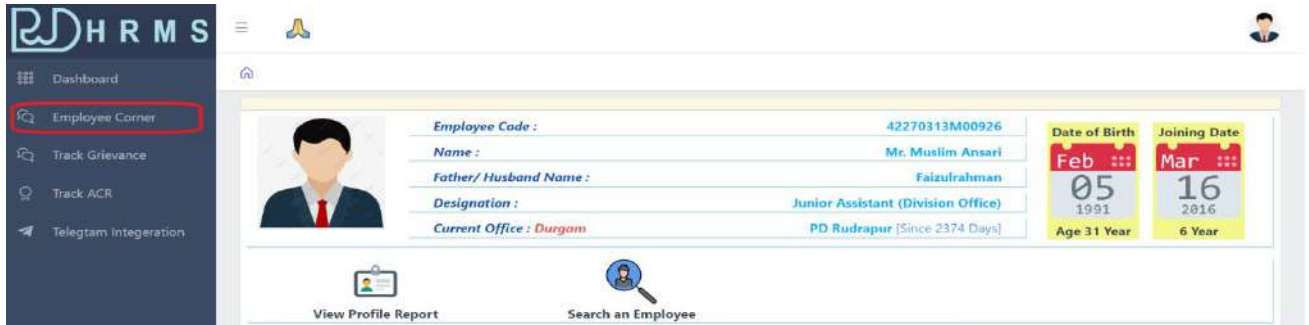 RD HRMS
Dashboard
Employee Corner
Track Grievance
Track ACR
Telegtam Integeration
Employee Code : 42270313M00926
Name : Mr. Muslim Ansari
Father/ Husband Name : Faizulrahman
Designation : Junior Assistant (Division Office)
Current Office : Durgam PD Rudrapur [Since 2374 Days]
Date of Birth
Feb
05
1991
Age 31 Year
Joining Date
Mar
16
2016
6 Year
View Profile Report
Search an Employee